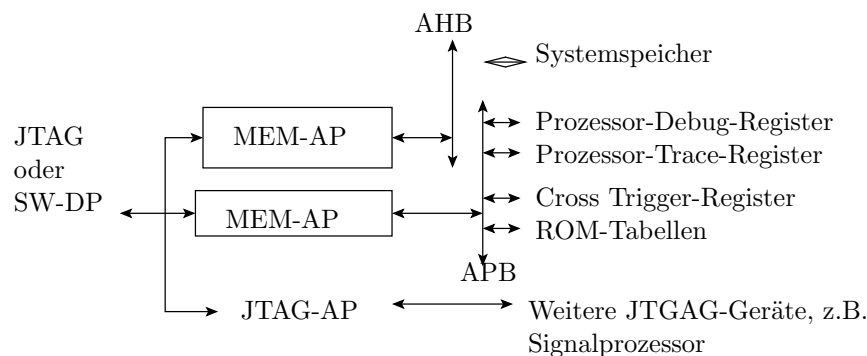 AHB
Systemspeicher
JTAG
oder
SW-DP
MEM-AP
Prozessor-Debug-Register
Prozessor-Trace-Register
MEM-AP
Cross Trigger-Register
ROM-Tabellen
APB
JTAG-AP
Weitere JTGAG-Geräte, z.B.
Signalprozessor